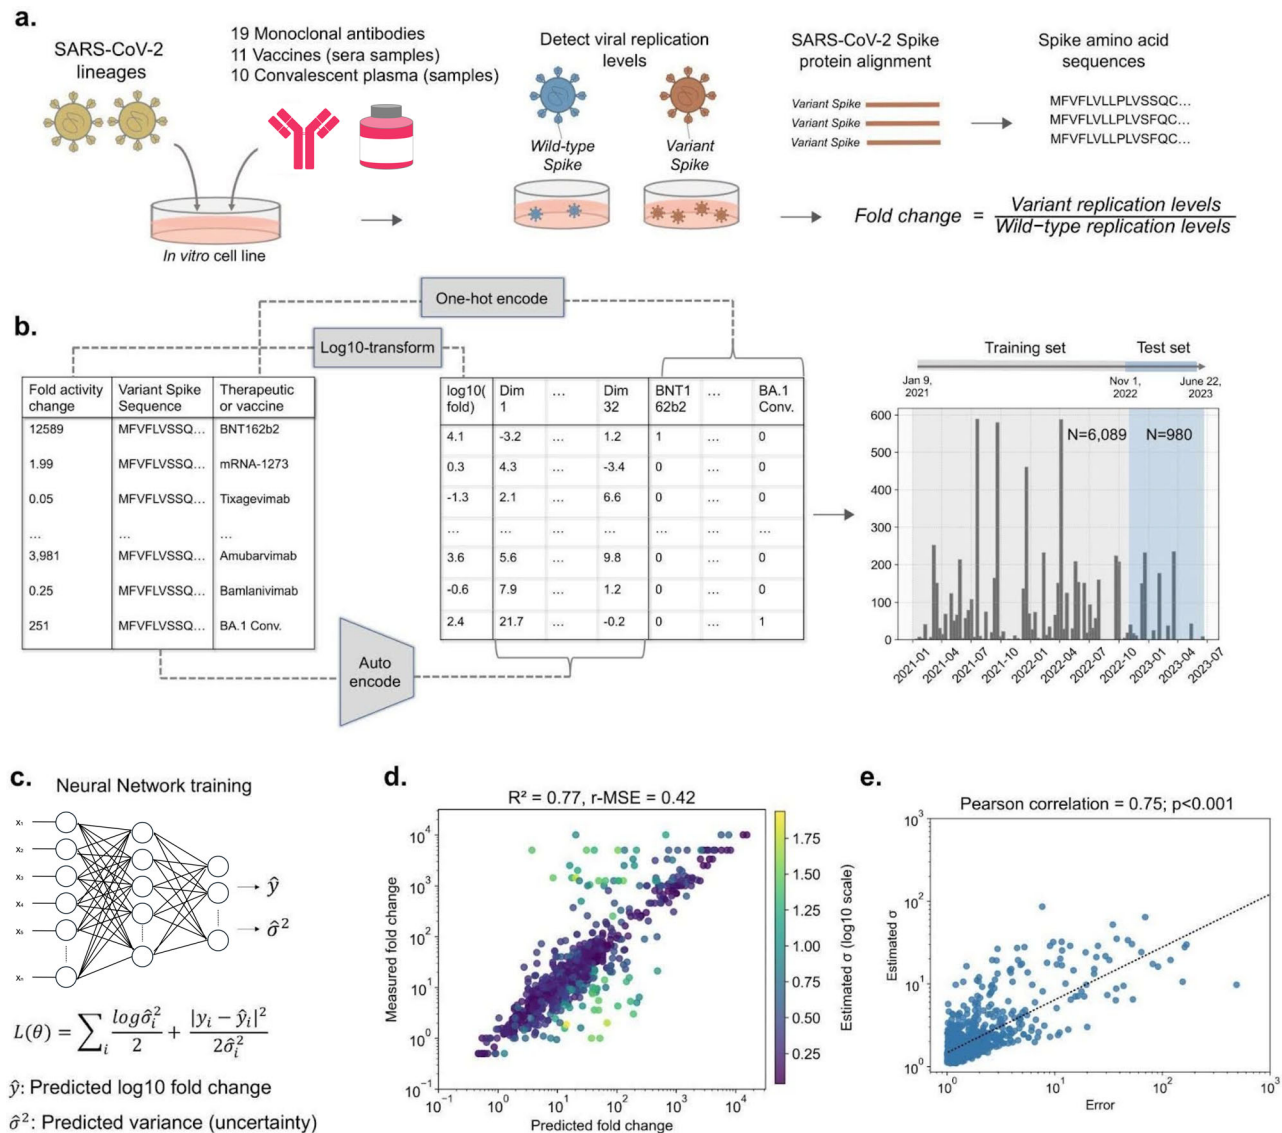 a.
SARS-CoV-2
lineages
19 Monoclonal antibodies
11 Vaccines (sera samples)
10 Convalescent plasma (samples)
In vitro cell line
Detect viral replication
levels
Wild-type
Spike
Variant
Spike
SARS-CoV-2 Spike
protein alignment
Variant Spike
Variant Spike
Variant Spike
Spike amino acid
sequences
MFVFLVLLPLVSSQC...
MFVFLVLLPLVSFQC...
MFVFLVLLPLVSFQC...
Fold change = Variant replication levels
Wild−type replication levels
b.
One-hot encode
Log10-transform
Fold activity change Variant Spike Sequence Therapeutic or vaccine
12589 MFVFLVSSQ... BNT162b2
1.99 MFVFLVSSQ... mRNA-1273
0.05 MFVFLVSSQ... Tixagevimab
... ... ...
3,981 MFVFLVSSQ... Amubarvimab
0.25 MFVFLVSSQ... Bamlanivimab
251 MFVFLVSSQ... BA.1 Conv.
Auto
encode
log10(fold) Dim 1 ... Dim 32 BNT162b2 ... BA.1 Conv.
4.1 -3.2 ... 1.2 1 ... 0
0.3 4.3 ... -3.4 0 ... 0
-1.3 2.1 ... 6.6 0 ... 0
... ... ... ... ... ... ...
3.6 5.6 ... 9.8 0 ... 0
-0.6 7.9 ... 1.2 0 ... 0
2.4 21.7 ... -0.2 0 ... 1
Training set Test set
Jan 9, 2021 Nov 1, 2022 June 22, 2023
N=6,089 N=980
600
500
400
300
200
100
0
2021-01 2021-04 2021-07 2021-10 2022-01 2022-04 2022-07 2022-10 2023-01 2023-04 2023-07
c.
Neural Network training
x₁
x₂
x₃
x₄
x₅
xₙ
ŷ
σ̂²
L(θ) = ∑ᵢ logσ̂ᵢ²/2 + |yᵢ − ŷᵢ|²/2σ̂ᵢ²
ŷ: Predicted log10 fold change
σ̂²: Predicted variance (uncertainty)
d.
R² = 0.77, r-MSE = 0.42
Measured fold change
10⁴
10³
10²
10¹
10⁰
10⁻¹
10⁻¹ 10⁰ 10¹ 10² 10³ 10⁴
Predicted fold change
1.75
1.50
1.25
1.00
0.75
0.50
0.25
Estimated σ (log10 scale)
e.
Pearson correlation = 0.75; p<0.001
Estimated σ
10³
10²
10¹
10⁰
10⁰ 10¹ 10² 10³
Error